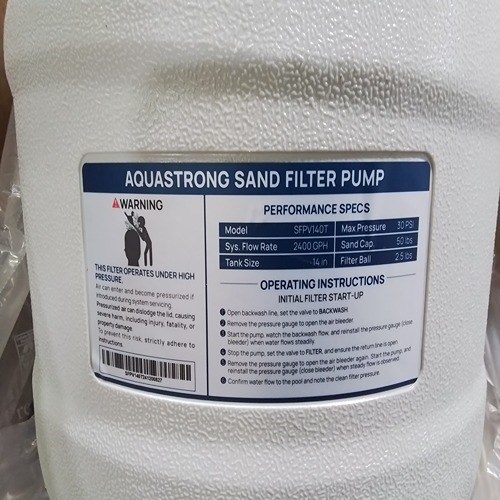 AQUASTRONG SAND FILTER PUMP
WARNING
THIS FILTER OPERATES UNDER HIGH
PRESSURE.
Air can enter and become pressurized if
introduced during system servicing.
Pressurized air can dislodge the lid, causing
severe harm, including injury, fatality, or
property damage.
To prevent this risk, strictly adhere to
instructions
PERFORMANCE SPECS
Model SFPV140T Max Pressure 30 PSI
Sys. Flow Rate 2400 GPH Sand Cap. 50 lbs
Tank Size 14 in Filter Ball 2.5 lbs
OPERATING INSTRUCTIONS
INITIAL FILTER START-UP
1 Open backwash line, set the valve to BACKWASH.
2 Remove the pressure gauge to open the air bleeder.
3 Start the pump, watch the backwash flow, and reinstall the pressure gauge (close
bleeder) when water flows steadily.
4 Stop the pump, set the valve to FILTER, and ensure the return line is open.
5 Remove the pressure gauge to open the air bleeder again. Start the pump, and
reinstall the pressure gauge (close bleeder) when steady flow is observed.
6 Confirm water flow to the pool and note the clean filter pressure